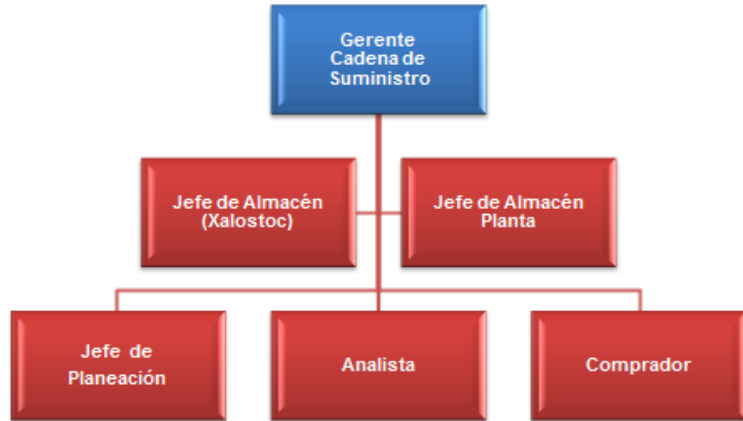 Gerente
Cadena de
Suministro
Jefe de Almacén
(Xalostoc)
Jefe de Almacén
Planta
Jefe de
Planeación
Analista
Comprador